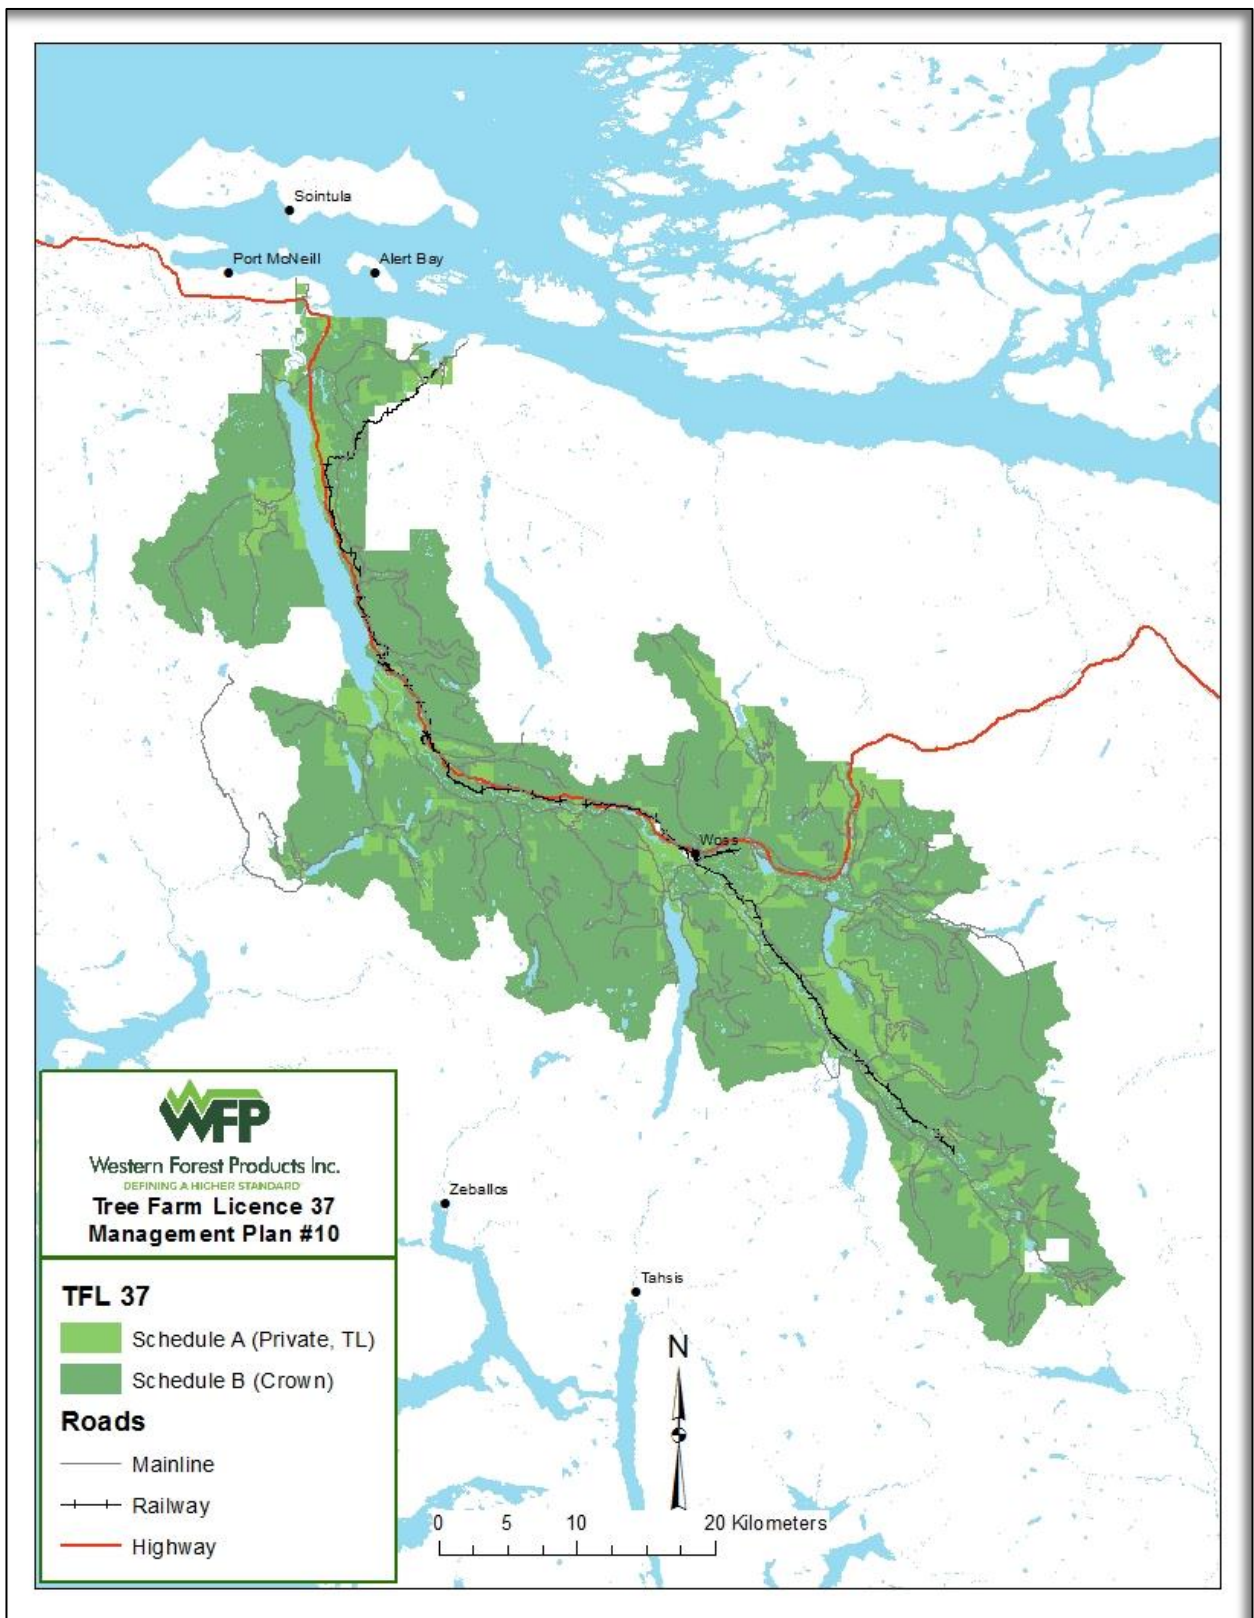 Sointula
Port McNeill
Alert Bay
Woss
WFP
Western Forest Products Inc.
DEFINING A HIGHER STANDARD
Tree Farm Licence 37
Management Plan #10
Zeballos
Tahsis
TFL 37
Schedule A (Private, TL)
Schedule B (Crown)
Roads
Mainline
Railway
Highway
N
0 5 10 20 Kilometers